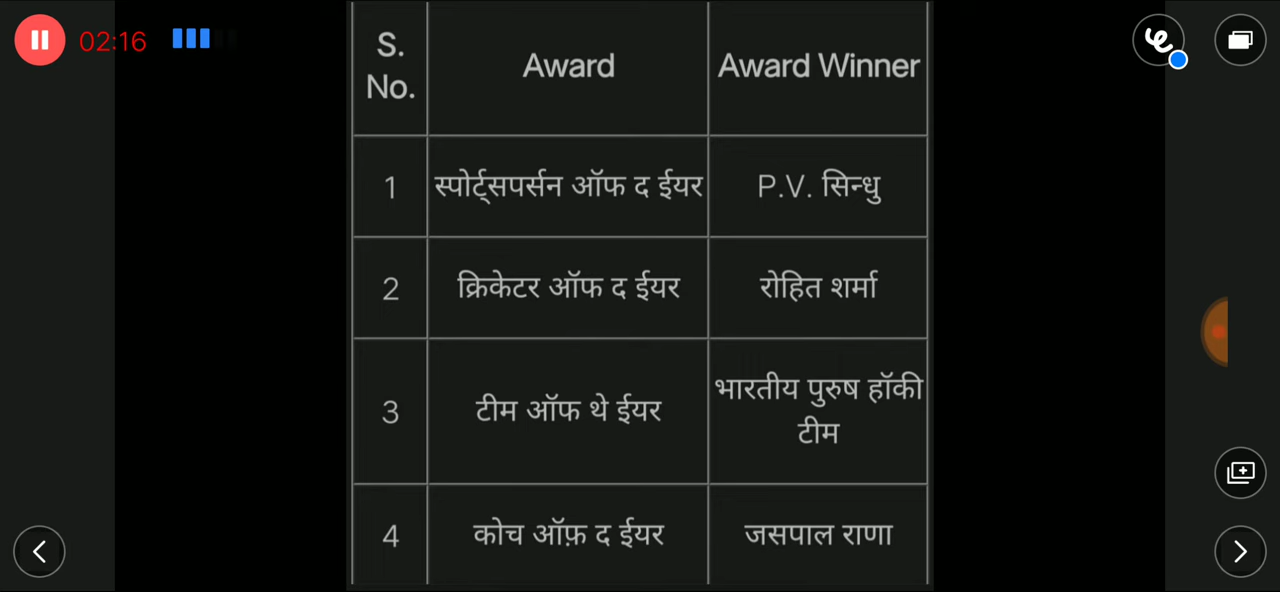 02:16
S.
No.
Award
Award Winner
1
स्पोर्ट्सपर्सन ऑफ द ईयर
P.V. सिन्धु
2
क्रिकेटर ऑफ द ईयर
रोहित शर्मा
3
टीम ऑफ थे ईयर
भारतीय पुरुष हॉकी
टीम
4
कोच ऑफ़ द ईयर
जसपाल राणा